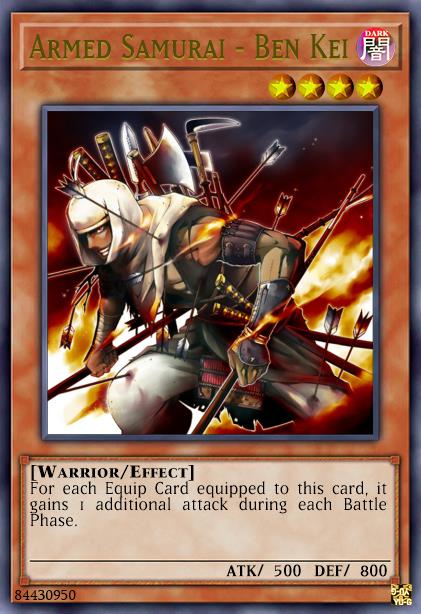 ARMED SAMURAI - BEN KEI
DARK
闇
[WARRIOR/EFFECT]
For each Equip Card equipped to this card, it
gains 1 additional attack during each Battle
Phase.
ATK/ 500 DEF/ 800
84430950